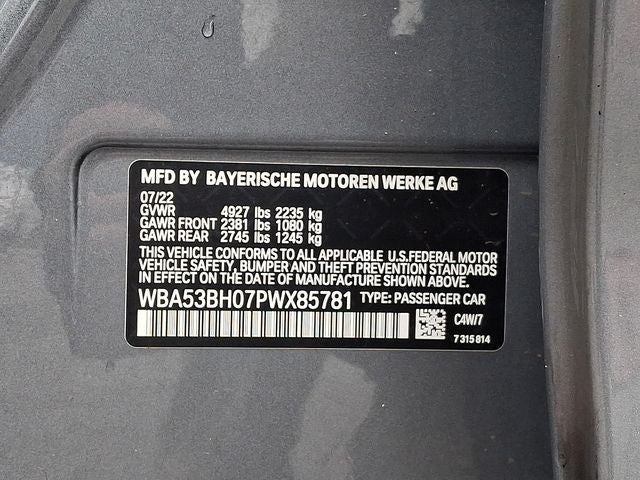 MFD BY BAYERISCHE MOTOREN WERKE AG
07/22
GVWR 4927 lbs 2235 kg
GAWR FRONT 2381 lbs 1080 kg
GAWR REAR 2745 lbs 1245 kg
THIS VEHICLE CONFORMS TO ALL APPLICABLE U.S.FEDERAL MOTOR
VEHICLE SAFETY, BUMPER AND THEFT PREVENTION STANDARDS
IN EFFECT ON THE DATE OF MANUFACTURE SHOWN ABOVE.
WBA53BH07PWX85781 TYPE: PASSENGER CAR
C4W/7
7 315 814